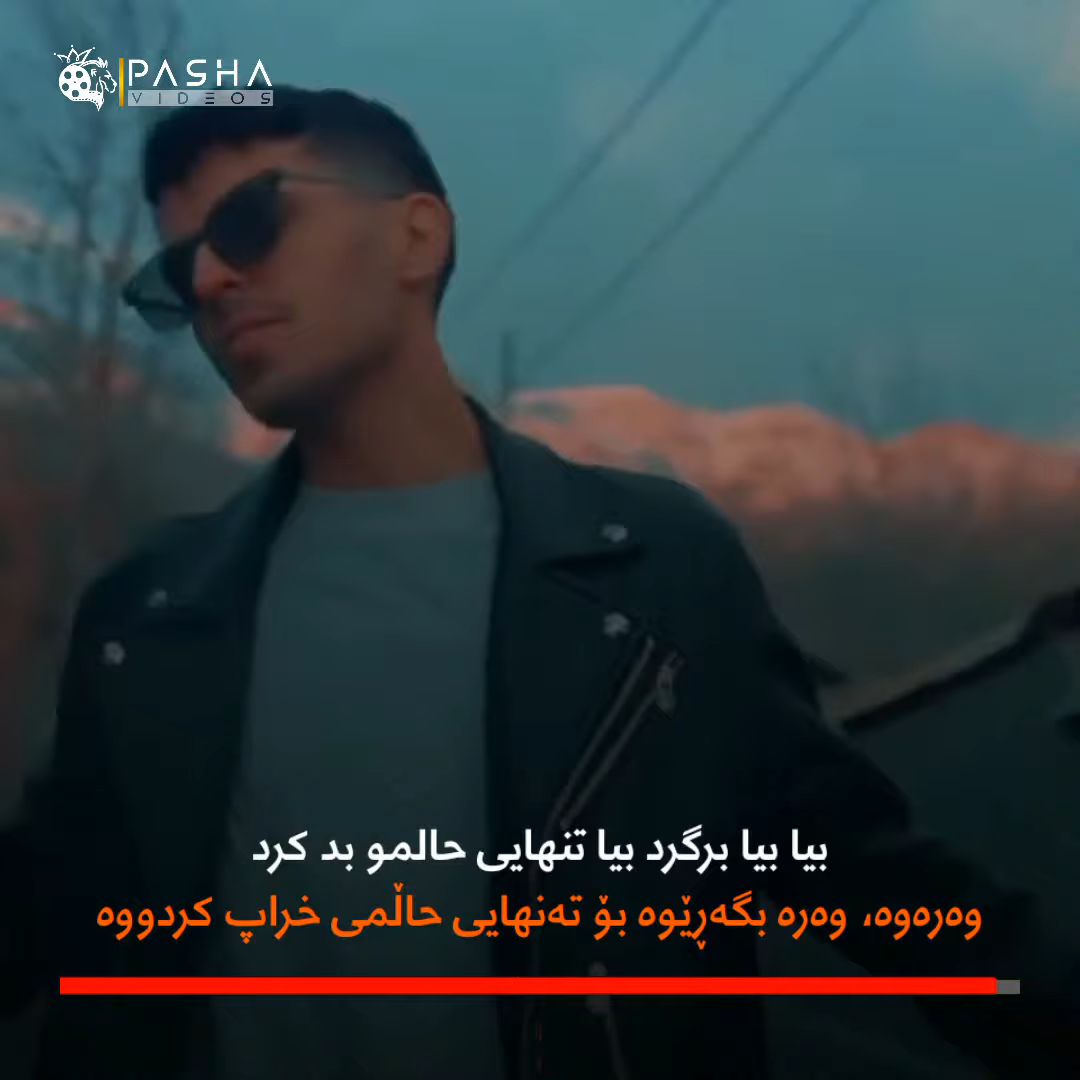 PASHA
VIDEOS
بیا بیا برگرد بیا تنهایی حالمو بد کرد
وەرەوە، وەرە بگەڕێوە بۆ تەنهایی حاڵمی خراپ کردووە